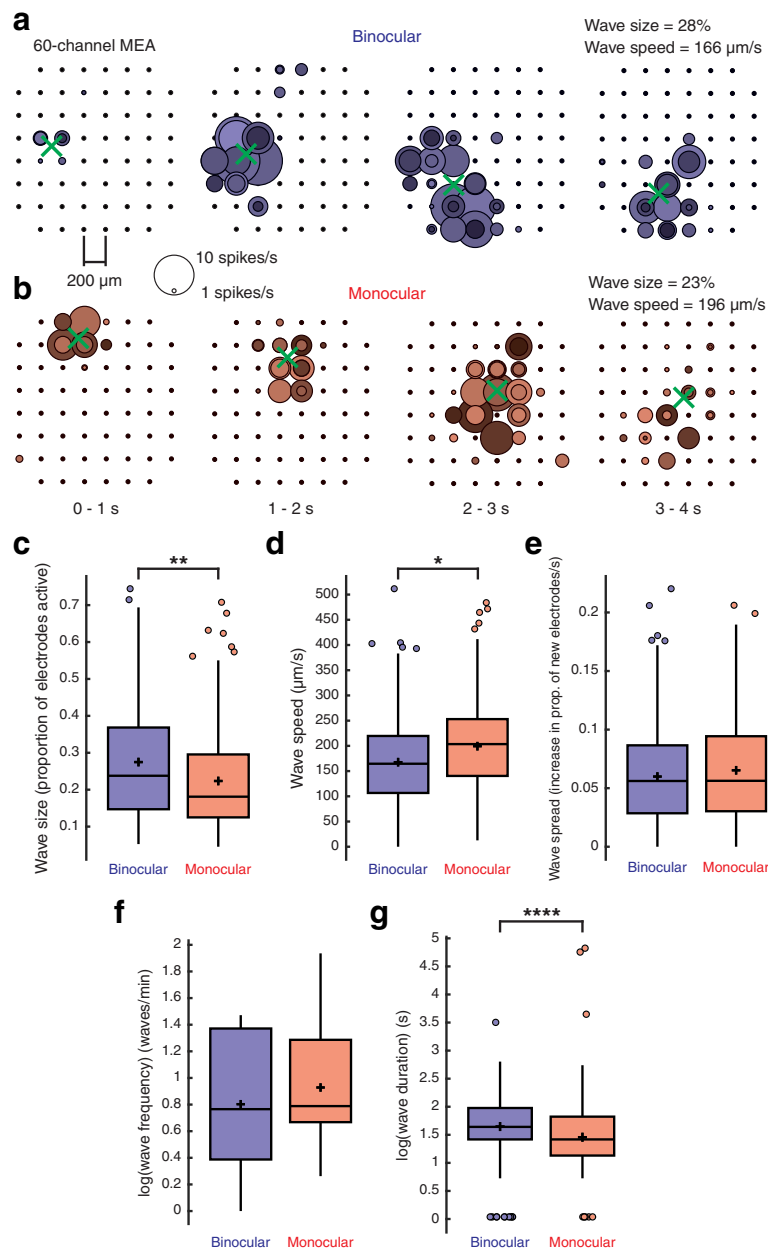 a
60-channel MEA
Binocular
Wave size = 28%
Wave speed = 166 µm/s
200 µm
10 spikes/s
1 spikes/s
b
Monocular
Wave size = 23%
Wave speed = 196 µm/s
0 - 1 s
1 - 2 s
2 - 3 s
3 - 4 s
c
**
Wave size (proportion of electrodes active)
0.7
0.6
0.5
0.4
0.3
0.2
0.1
Binocular
Monocular
d
*
Wave speed (µm/s)
500
450
400
350
300
250
200
150
100
50
0
Binocular
Monocular
e
Wave spread (increase in prop. of new electrodes/s)
0.2
0.15
0.1
0.05
0
Binocular
Monocular
f
log(wave frequency) (waves/min)
2
1.8
1.6
1.4
1.2
1
0.8
0.6
0.4
0.2
0
Binocular
Monocular
g
****
log(wave duration) (s)
5
4.5
4
3.5
3
2.5
2
1.5
1
0.5
0
Binocular
Monocular